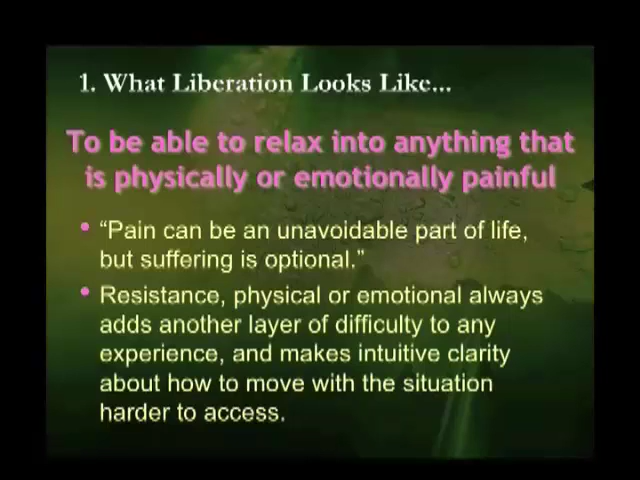 1. What Liberation Looks Like...
To be able to relax into anything that
is physically or emotionally painful
• “Pain can be an unavoidable part of life,
but suffering is optional.”
• Resistance, physical or emotional always
adds another layer of difficulty to any
experience, and makes intuitive clarity
about how to move with the situation
harder to access.